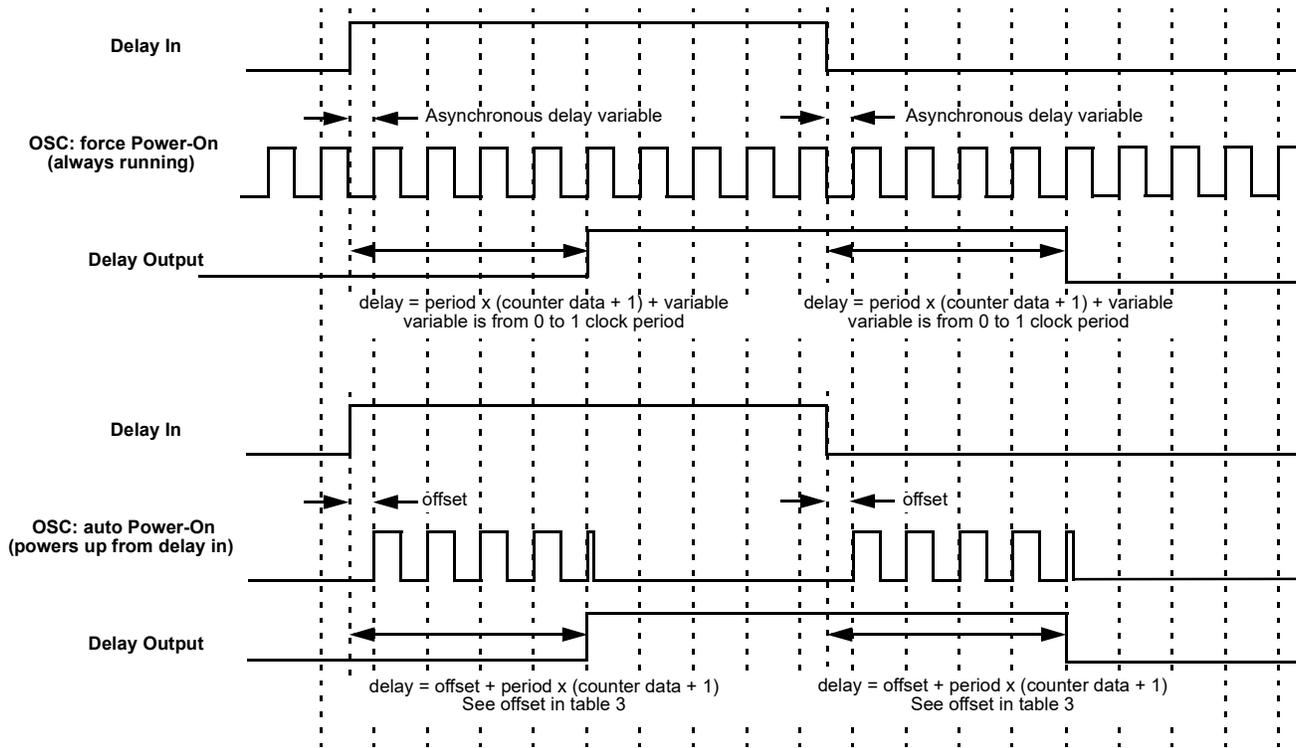 Delay In
Asynchronous delay variable
Asynchronous delay variable
OSC: force Power-On
(always running)
Delay Output
delay = period x (counter data + 1) + variable
variable is from 0 to 1 clock period
delay = period x (counter data + 1) + variable
variable is from 0 to 1 clock period
Delay In
offset
offset
OSC: auto Power-On
(powers up from delay in)
Delay Output
delay = offset + period x (counter data + 1)
See offset in table 3
delay = offset + period x (counter data + 1)
See offset in table 3